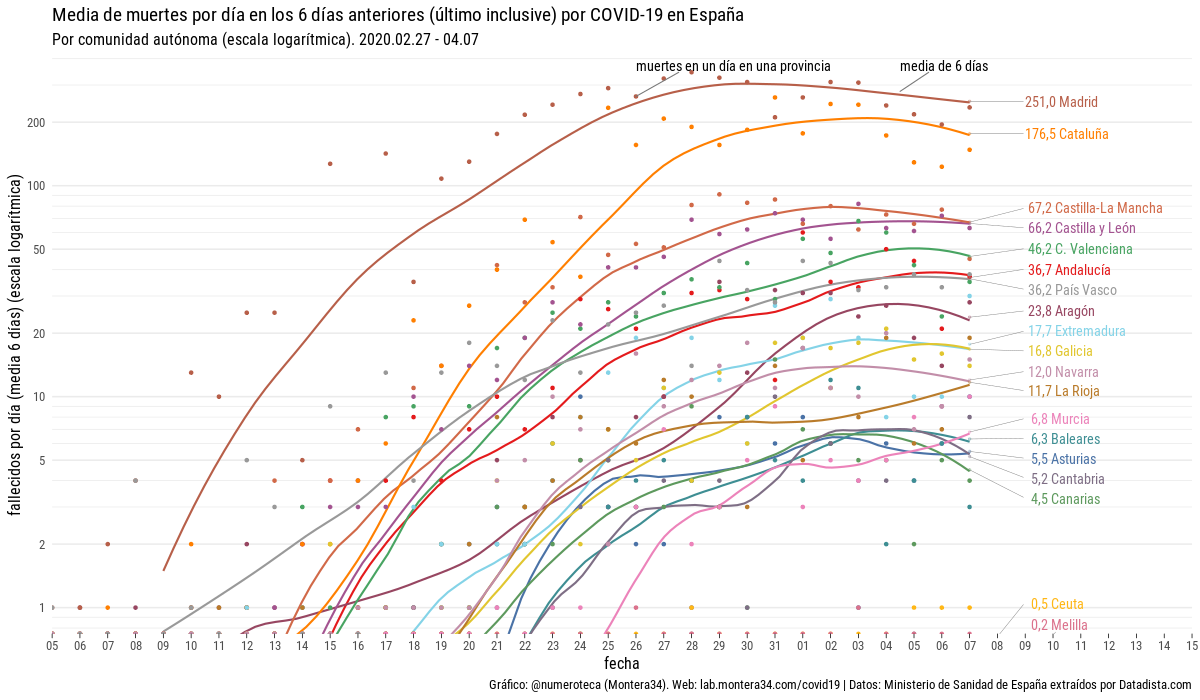 Media de muertes por día en los 6 días anteriores (último inclusive) por COVID-19 en España
Por comunidad autónoma (escala logarítmica). 2020.02.27 - 04.07
muertes en un día en una provincia
media de 6 días
fallecidos por día (media 6 días) (escala logarítmica)
200
100
50
20
10
5
2
1
251,0 Madrid
176,5 Cataluña
67,2 Castilla-La Mancha
66,2 Castilla y León
46,2 C. Valenciana
36,7 Andalucía
36,2 País Vasco
23,8 Aragón
17,7 Extremadura
16,8 Galicia
12,0 Navarra
11,7 La Rioja
6,8 Murcia
6,3 Baleares
5,5 Asturias
5,2 Cantabria
4,5 Canarias
0,5 Ceuta
0,2 Melilla
05 06 07 08 09 10 11 12 13 14 15 16 17 18 19 20 21 22 23 24 25 26 27 28 29 30 31 01 02 03 04 05 06 07 08 09 10 11 12 13 14 15
fecha
Gráfico: @numeroteca (Montera34). Web: lab.montera34.com/covid19 | Datos: Ministerio de Sanidad de España extraídos por Datadista.com